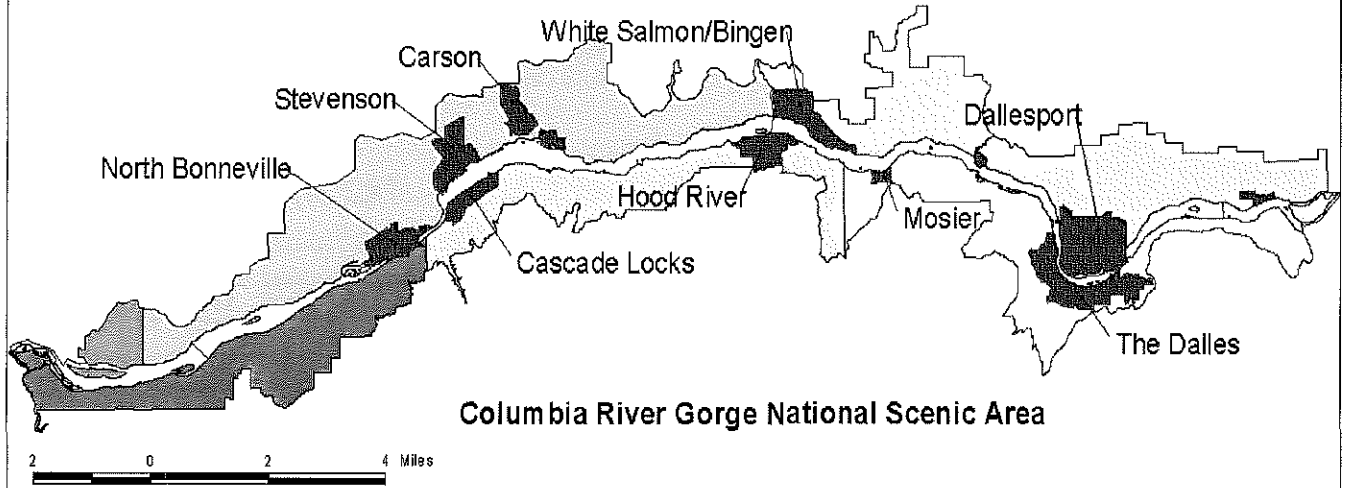 White Salmon/Bingen
Carson
Stevenson
Dallesport
North Bonneville
Hood River
Mosier
Cascade Locks
The Dalles
Columbia River Gorge National Scenic Area
2 0 2 4 Miles